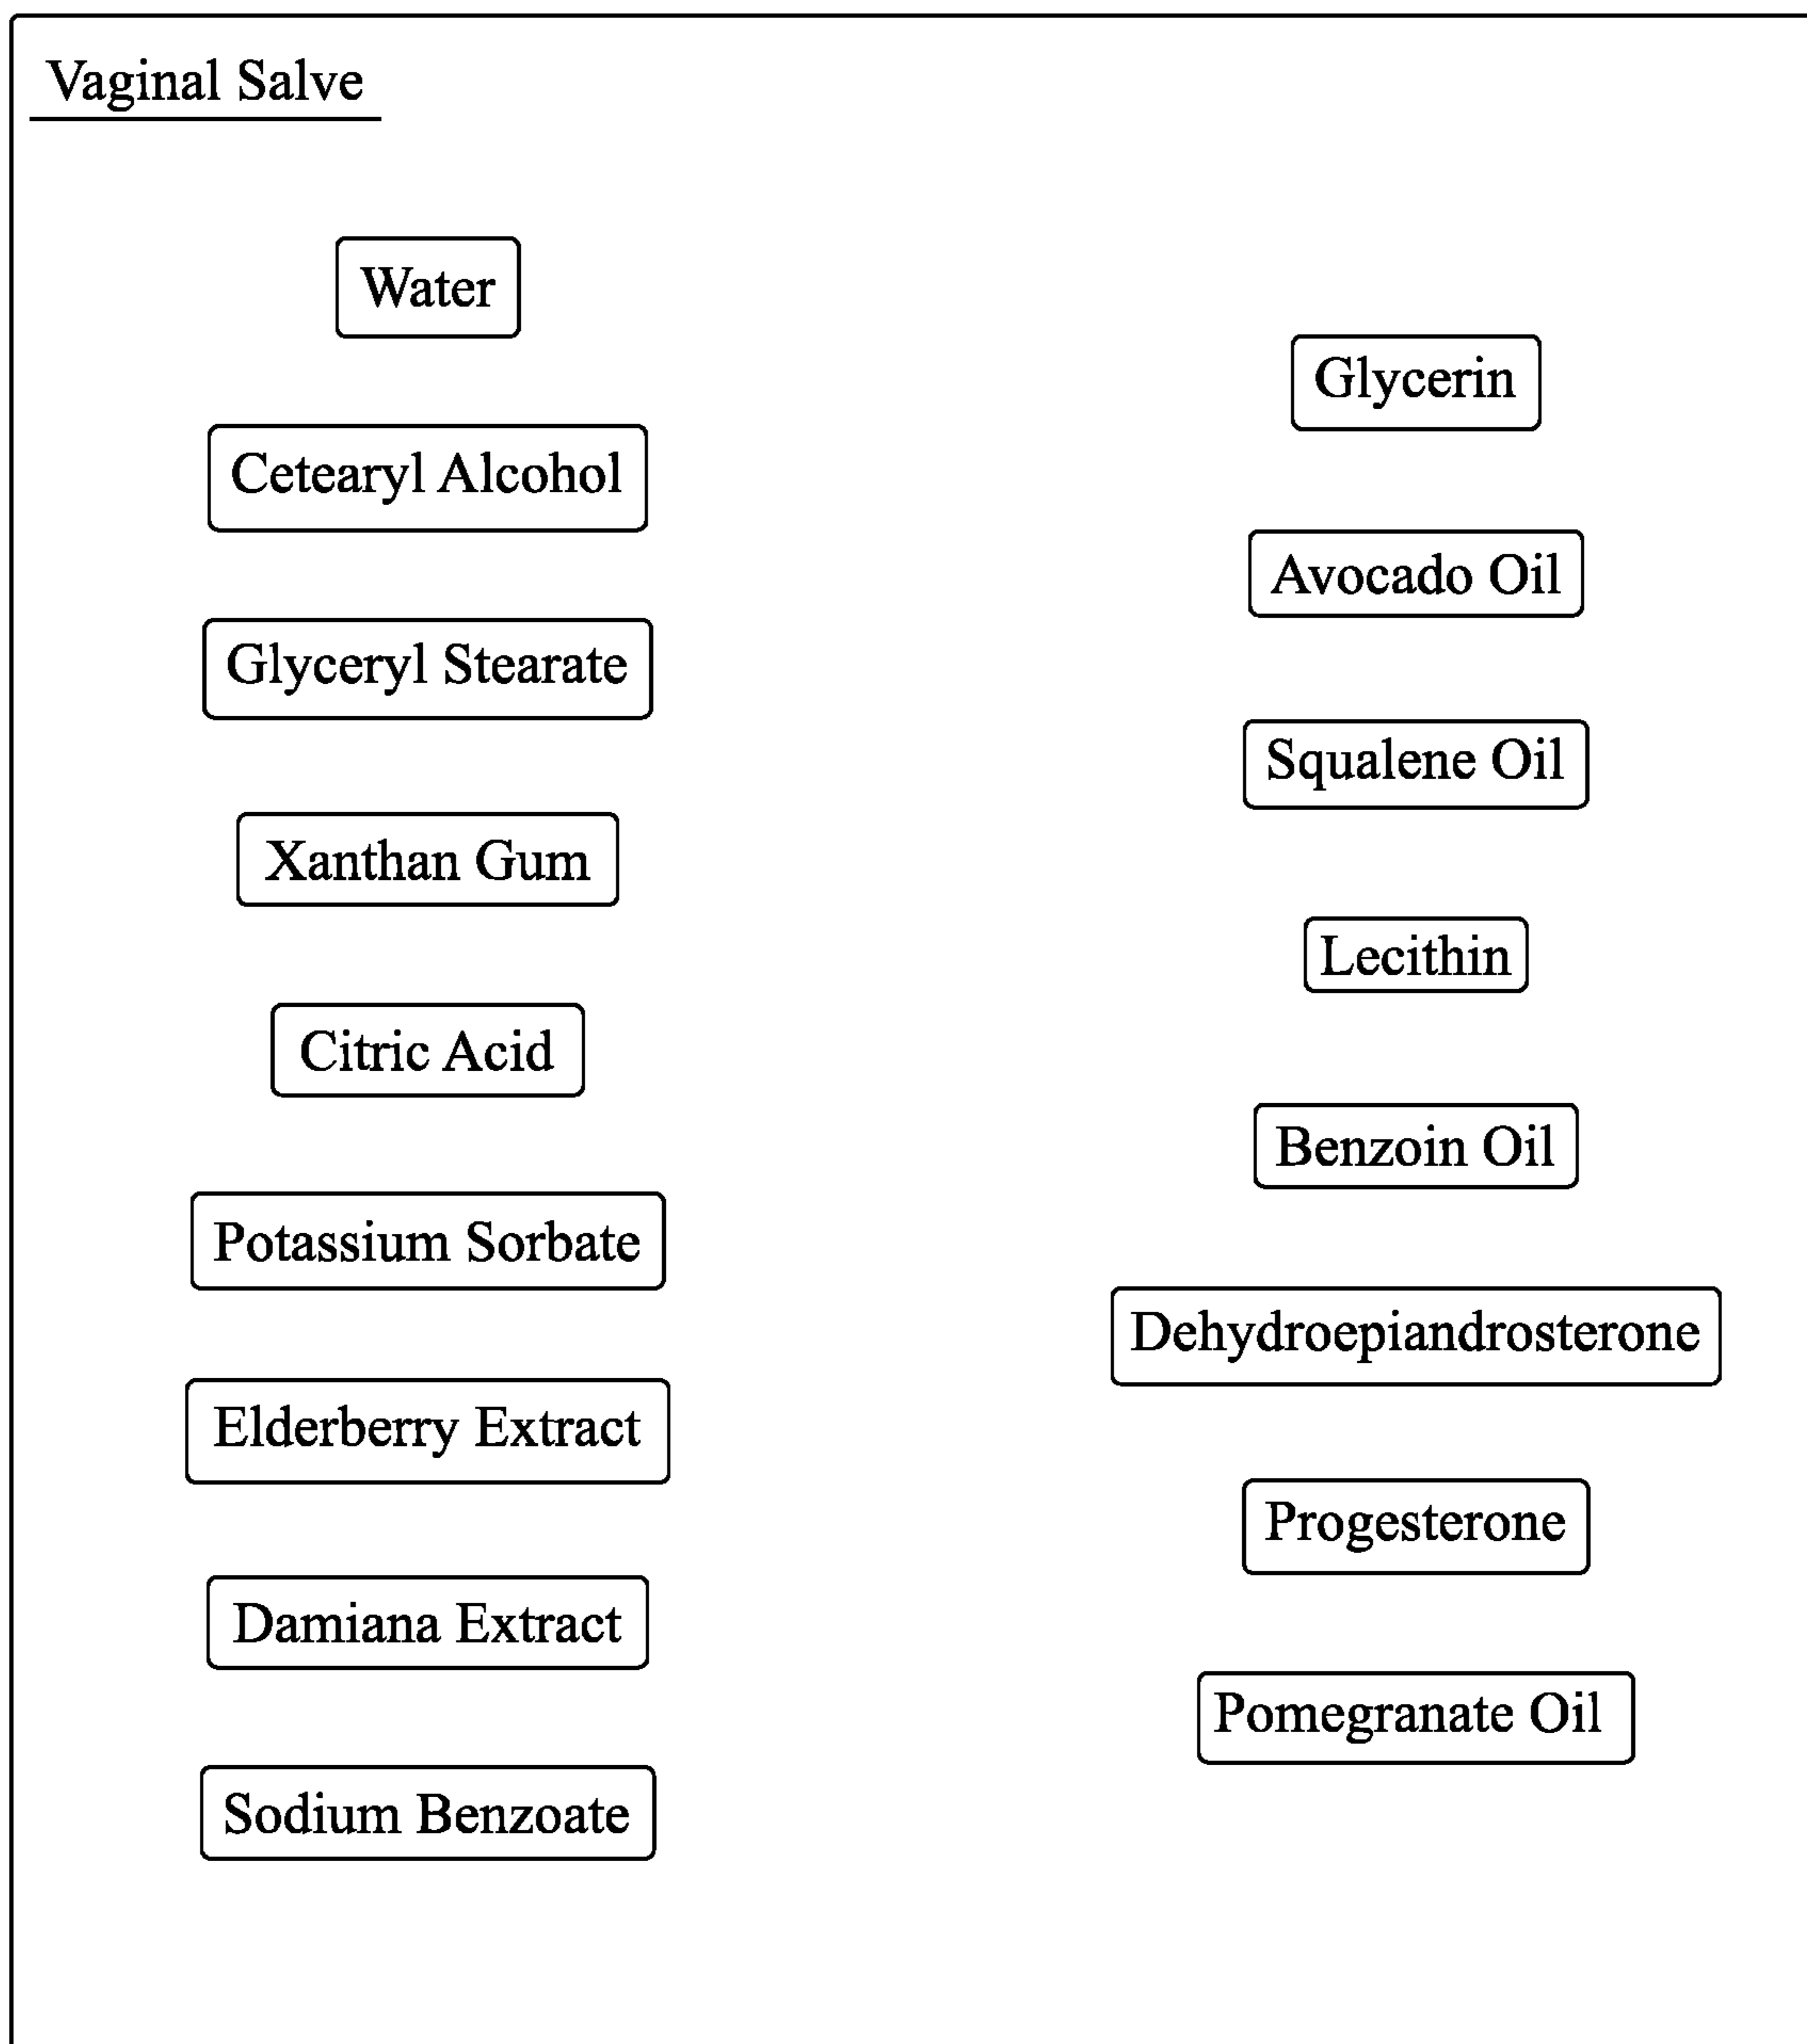 Vaginal Salve
Water
Cetearyl Alcohol
Glyceryl Stearate
Xanthan Gum
Citric Acid
Potassium Sorbate
Elderberry Extract
Damiana Extract
Sodium Benzoate
Glycerin
Avocado Oil
Squalene Oil
Lecithin
Benzoin Oil
Dehydroepiandrosterone
Progesterone
Pomegranate Oil